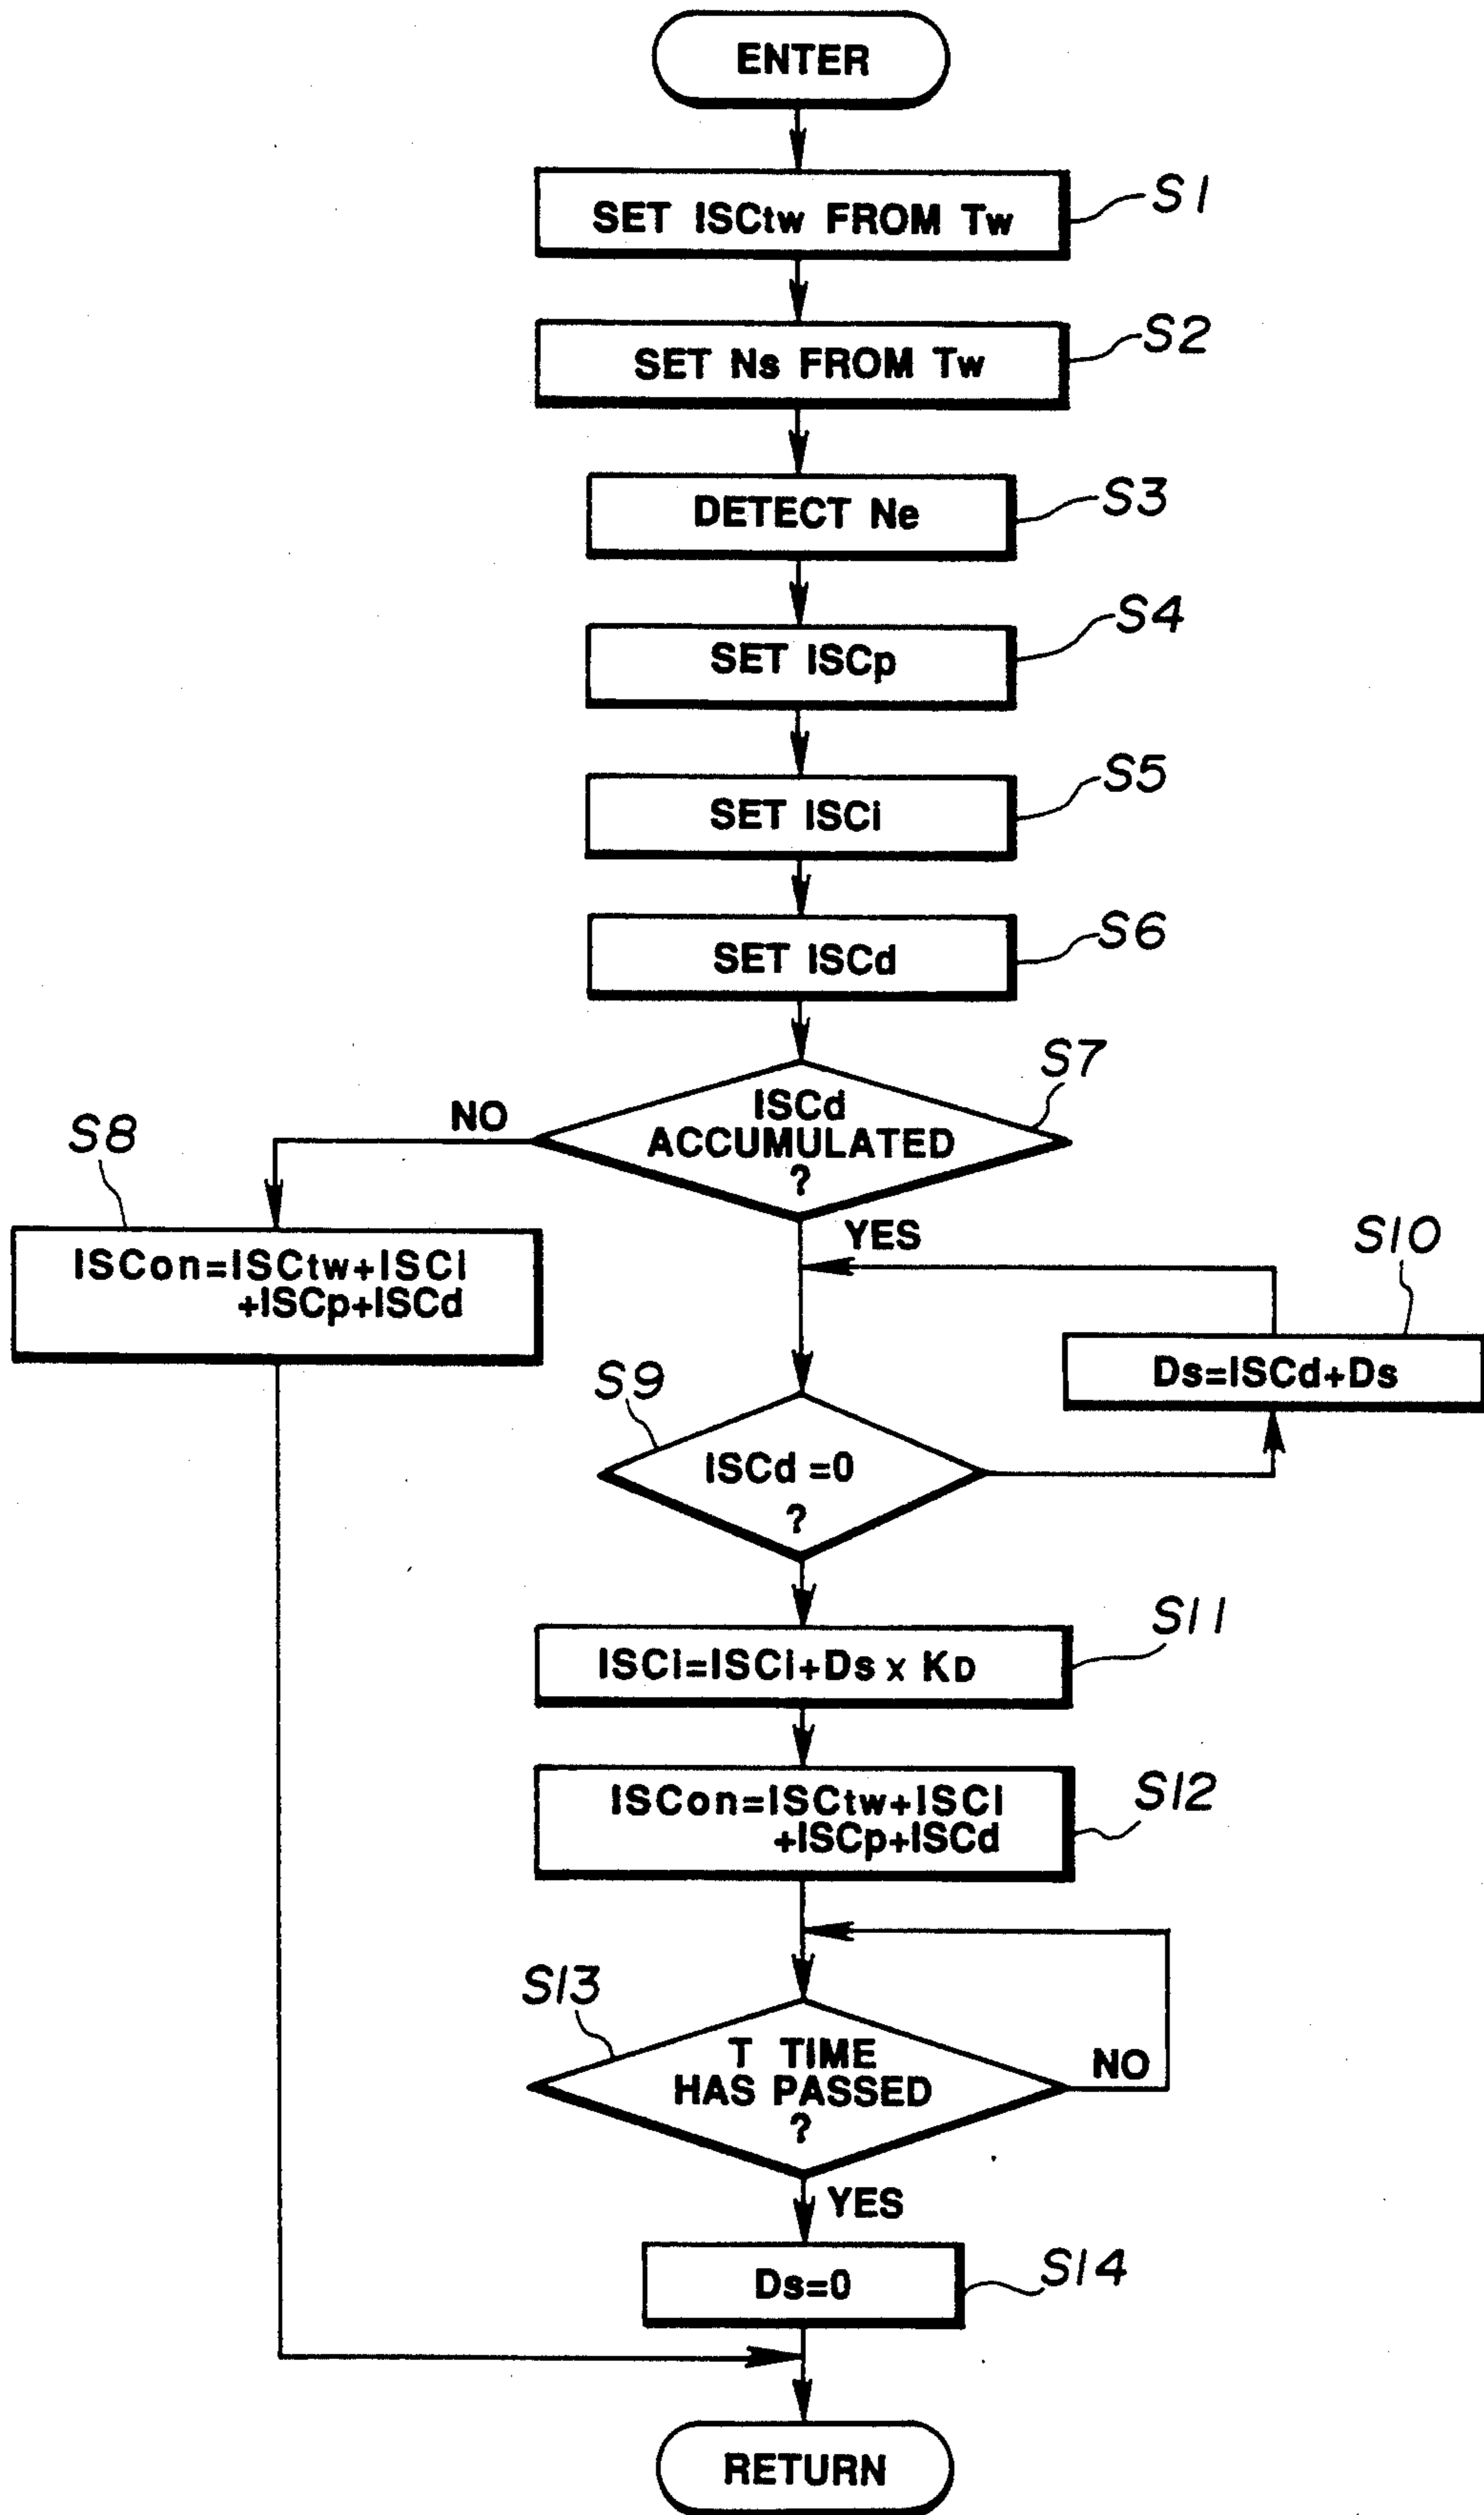 ENTER
SET ISCtw FROM Tw
S1
SET Ns FROM Tw
S2
DETECT Ne
S3
SET ISCp
S4
SET ISCi
S5
SET ISCd
S6
ISCd
ACCUMULATED
?
S7
NO
YES
S8
ISCon=ISCtw+ISCi
+ISCp+ISCd
S10
Ds=ISCd+Ds
S9
ISCd =0
?
S11
ISCi=ISCi+Ds x KD
S12
ISCon=ISCtw+ISCi
+ISCp+ISCd
S13
T TIME
HAS PASSED
?
NO
YES
Ds=0
S14
RETURN